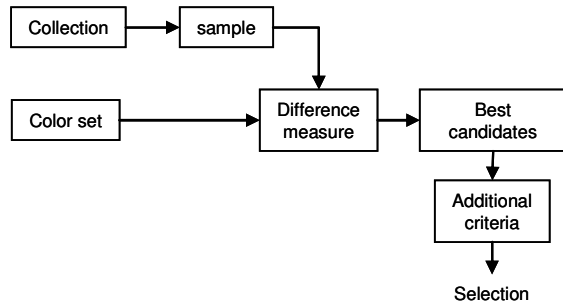 Collection
sample
Color set
Difference
measure
Best
candidates
Additional
criteria
Selection